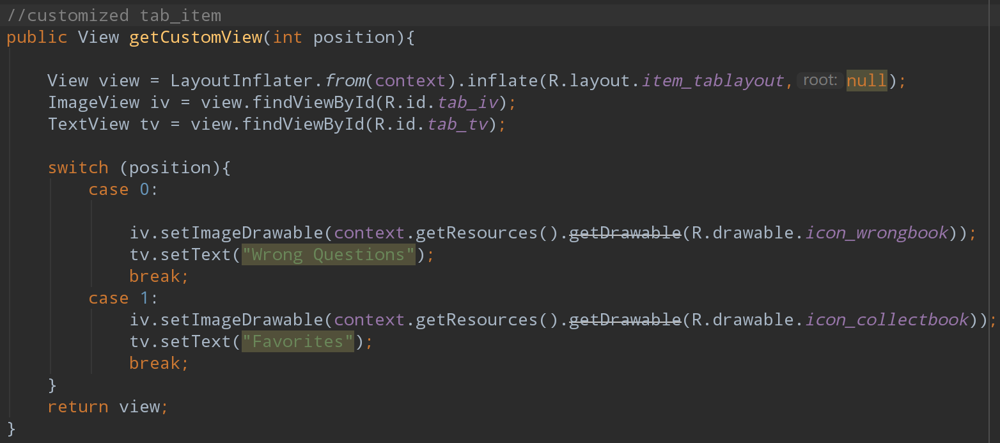 //customized tab_item
public View getCustomView(int position){
View view = LayoutInflater.from(context).inflate(R.layout.item_tablayout, root: null);
ImageView iv = view.findViewById(R.id.tab_iv);
TextView tv = view.findViewById(R.id.tab_tv);
switch (position){
case 0:
iv.setImageDrawable(context.getResources().getDrawable(R.drawable.icon_wrongbook));
tv.setText("Wrong Questions");
break;
case 1:
iv.setImageDrawable(context.getResources().getDrawable(R.drawable.icon_collectbook));
tv.setText("Favorites");
break;
}
return view;
}